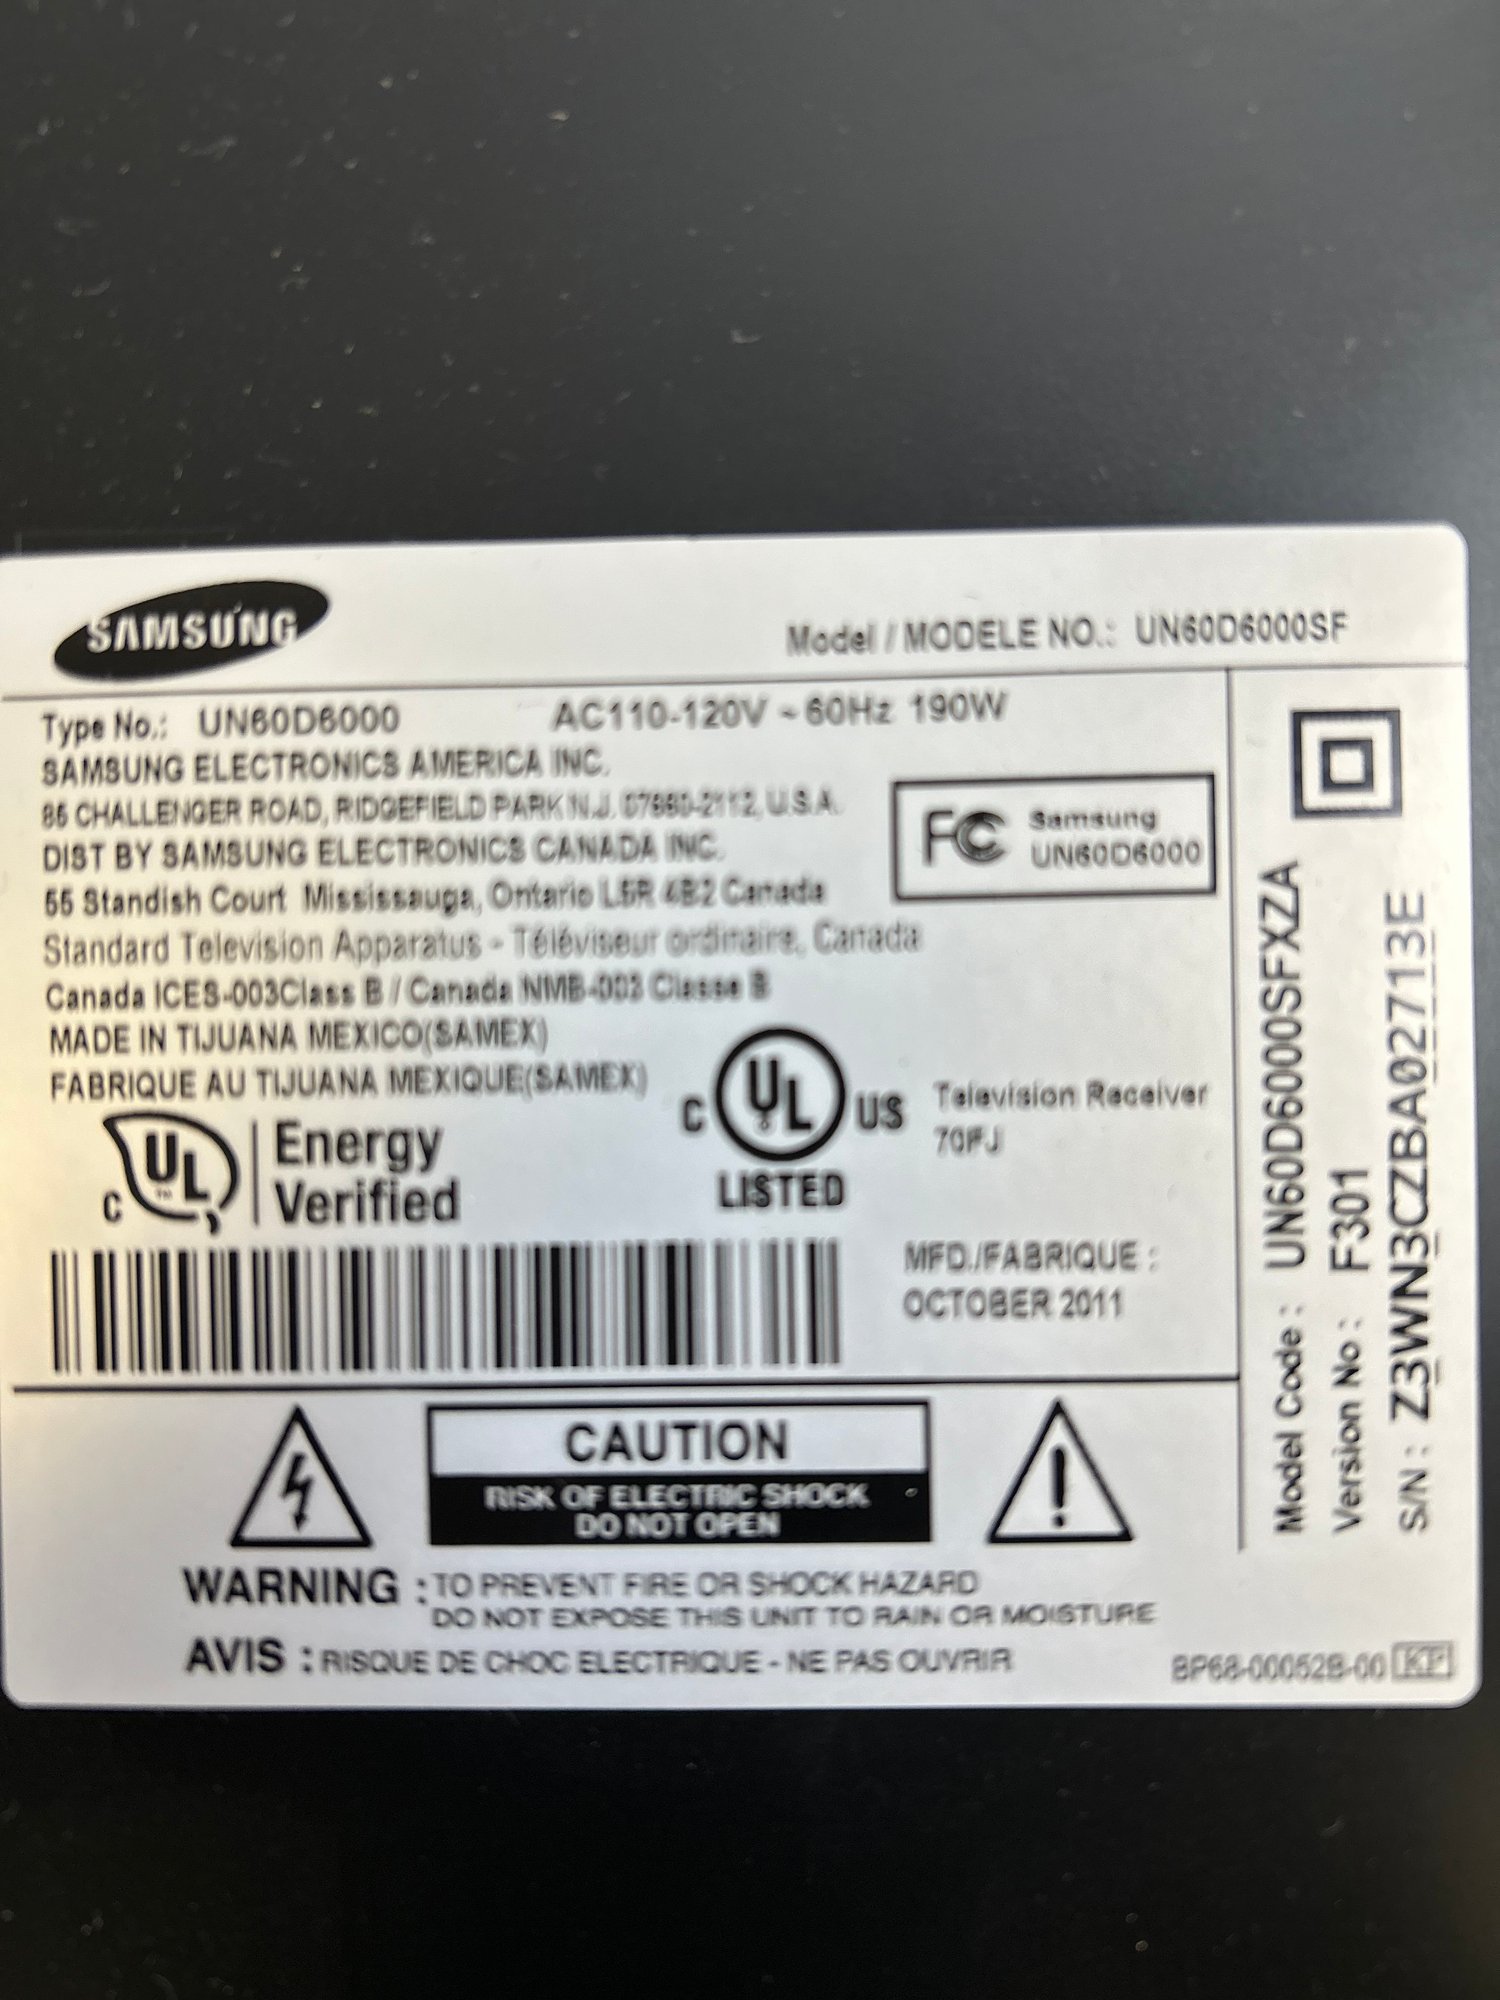 SAMSUNG
Model / MODELE NO.: UN60D6000SF
Type No.: UN60D6000 AC110-120V ~ 60Hz 190W
SAMSUNG ELECTRONICS AMERICA INC.
85 CHALLENGER ROAD, RIDGEFIELD PARK N.J. 07660-2112, U.S.A.
DIST BY SAMSUNG ELECTRONICS CANADA INC.
55 Standish Court Mississauga, Ontario L5R 4B2 Canada
Standard Television Apparatus - Téléviseur ordinaire, Canada
Canada ICES-003Class B / Canada NMB-003 Classe B
MADE IN TIJUANA MEXICO(SAMEX)
FABRIQUE AU TIJUANA MEXIQUE(SAMEX)
FC Samsung
UN60D6000
C UL Energy
Verified
C UL US
LISTED
Television Receiver
70FJ
MFD./FABRIQUE :
OCTOBER 2011
CAUTION
RISK OF ELECTRIC SHOCK
DO NOT OPEN
WARNING : TO PREVENT FIRE OR SHOCK HAZARD
DO NOT EXPOSE THIS UNIT TO RAIN OR MOISTURE
AVIS : RISQUE DE CHOC ELECTRIQUE - NE PAS OUVRIR
BP68-00052B-00
Model Code : UN60D6000SFXZA
Version No : F301
S/N : Z3WN3CZBA02713E